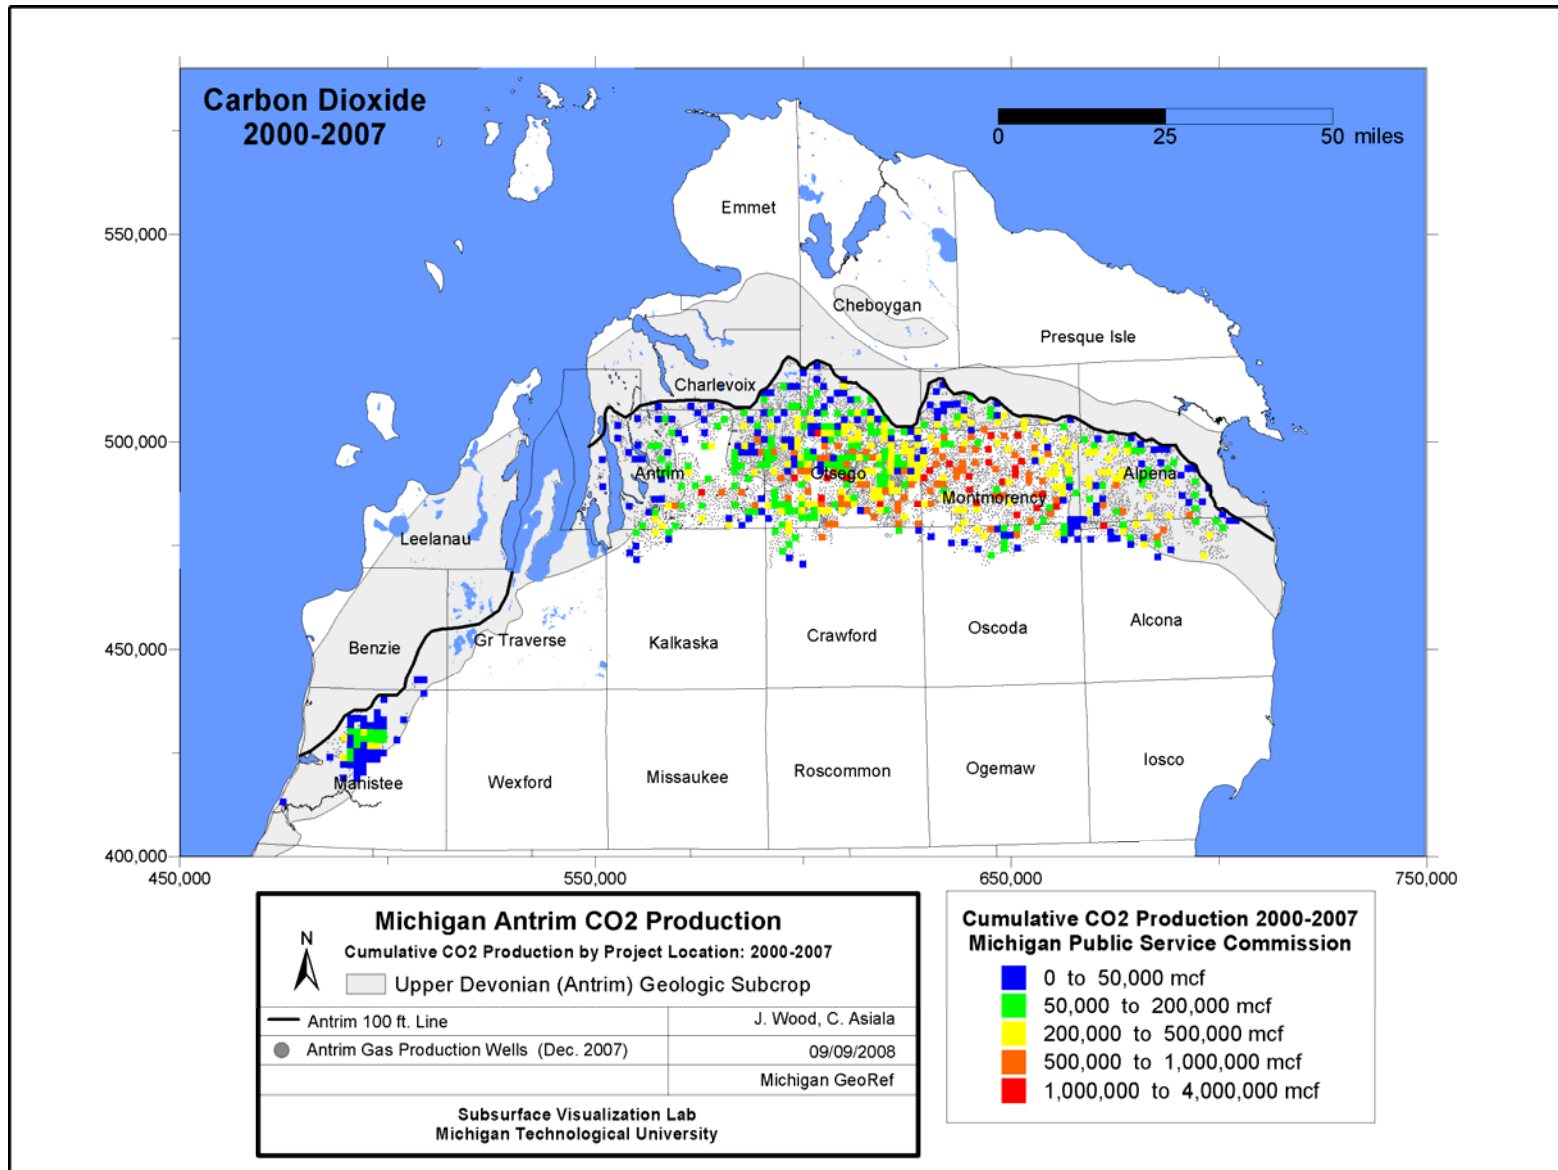 Carbon Dioxide
2000-2007
0 25 50 miles
Emmet
550,000
Cheboygan
Presque Isle
Charlevoix
500,000
Antrim
Otsego
Alpena
Montmorency
Leelanau
Benzie
Gr Traverse
Kalkaska
Crawford
Oscoda
Alcona
450,000
Manistee
Wexford
Missaukee
Roscommon
Ogemaw
Iosco
400,000
450,000 550,000 650,000 750,000
Michigan Antrim CO2 Production
Cumulative CO2 Production by Project Location: 2000-2007
N
Upper Devonian (Antrim) Geologic Subcrop
Antrim 100 ft. Line
J. Wood, C. Asiala
Antrim Gas Production Wells (Dec. 2007)
09/09/2008
Michigan GeoRef
Subsurface Visualization Lab
Michigan Technological University
Cumulative CO2 Production 2000-2007
Michigan Public Service Commission
0 to 50,000 mcf
50,000 to 200,000 mcf
200,000 to 500,000 mcf
500,000 to 1,000,000 mcf
1,000,000 to 4,000,000 mcf